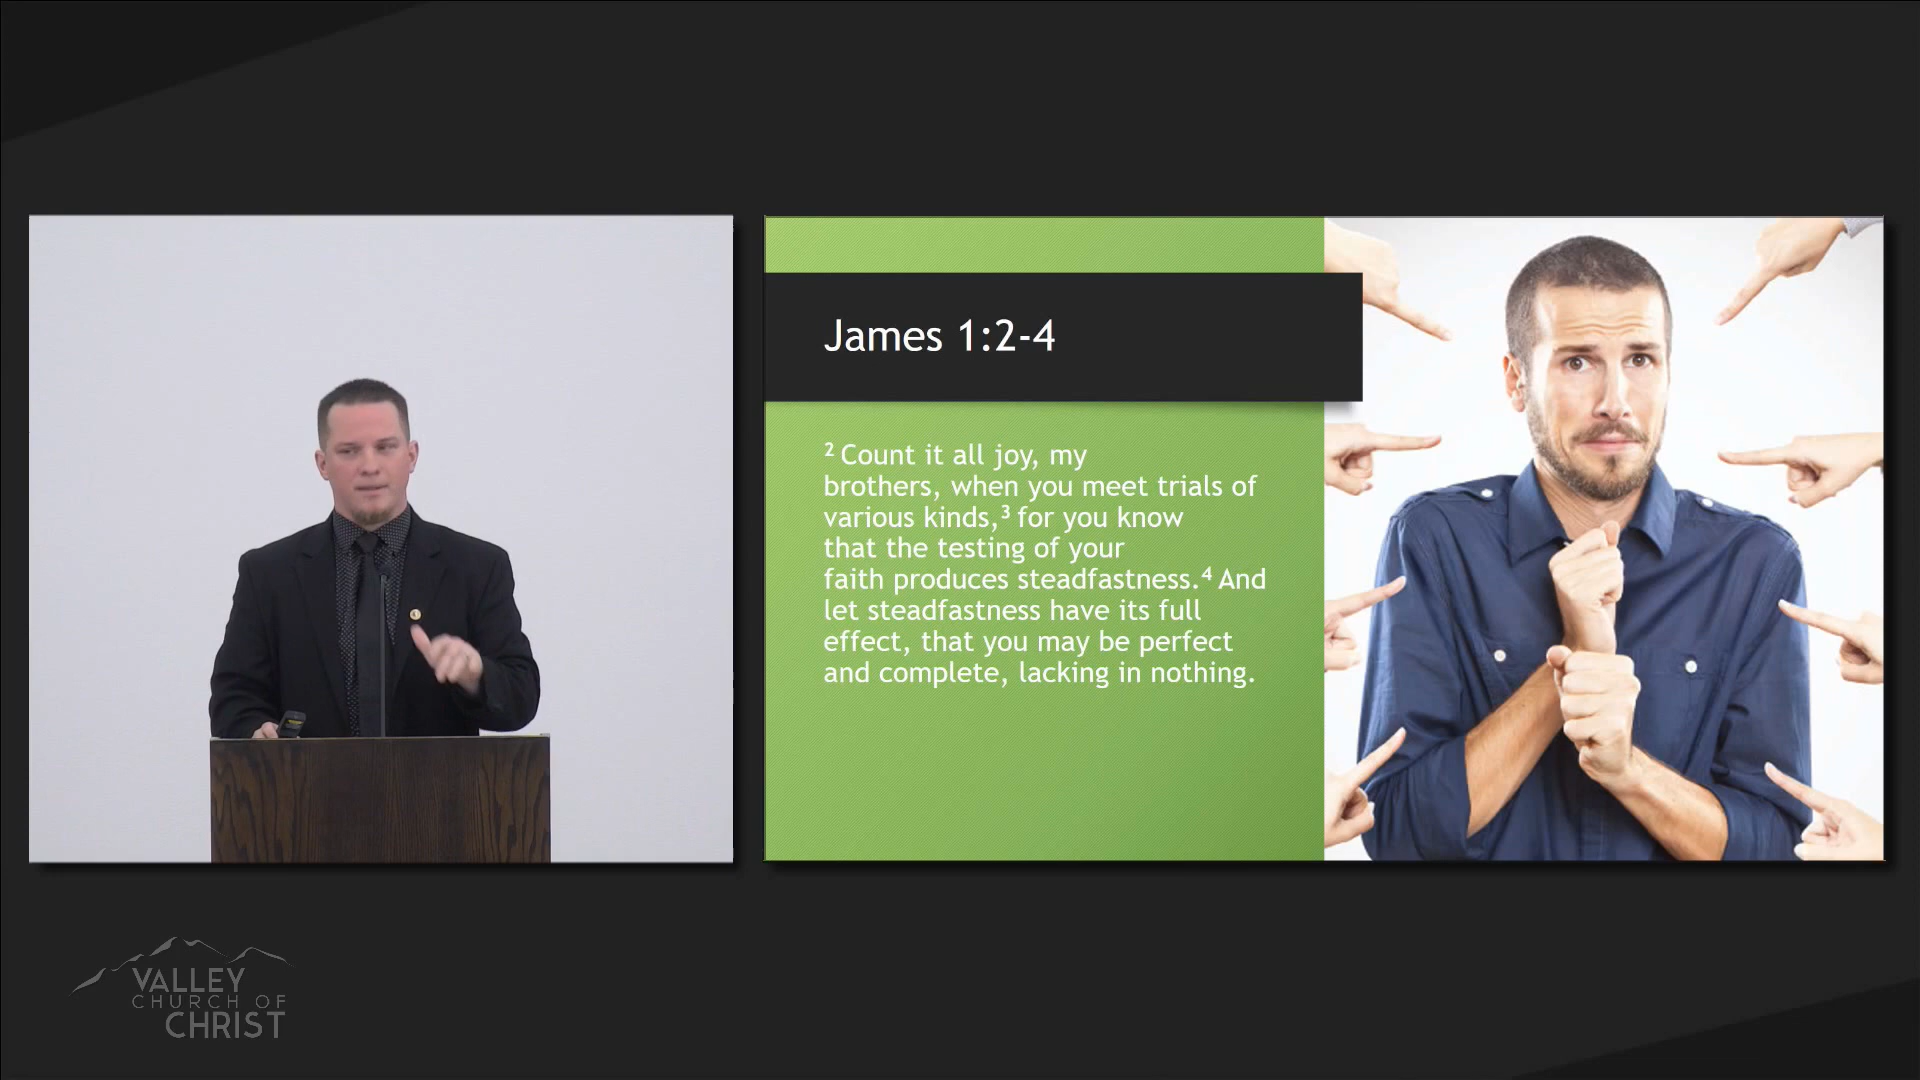 James 1:2-4
² Count it all joy, my
brothers, when you meet trials of
various kinds,³ for you know
that the testing of your
faith produces steadfastness.⁴ And
let steadfastness have its full
effect, that you may be perfect
and complete, lacking in nothing.
VALLEY
CHURCH OF
CHRIST